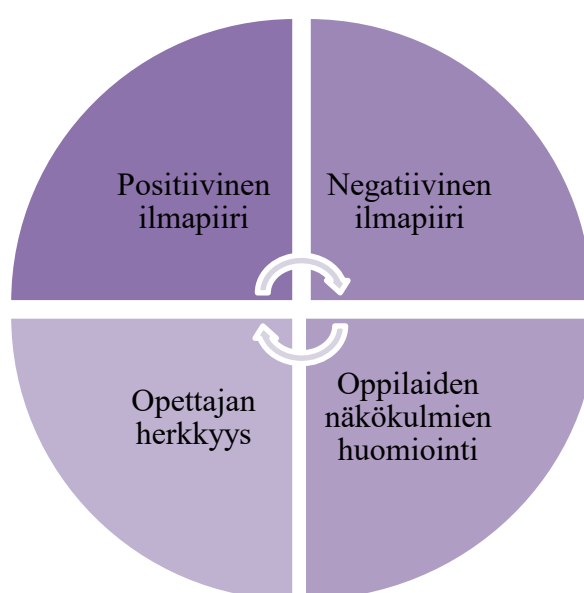 Positiivinen
ilmapiiri
Negatiivinen
ilmapiiri
Opettajan
herkkyys
Oppilaiden
näkökulmien
huomiointi